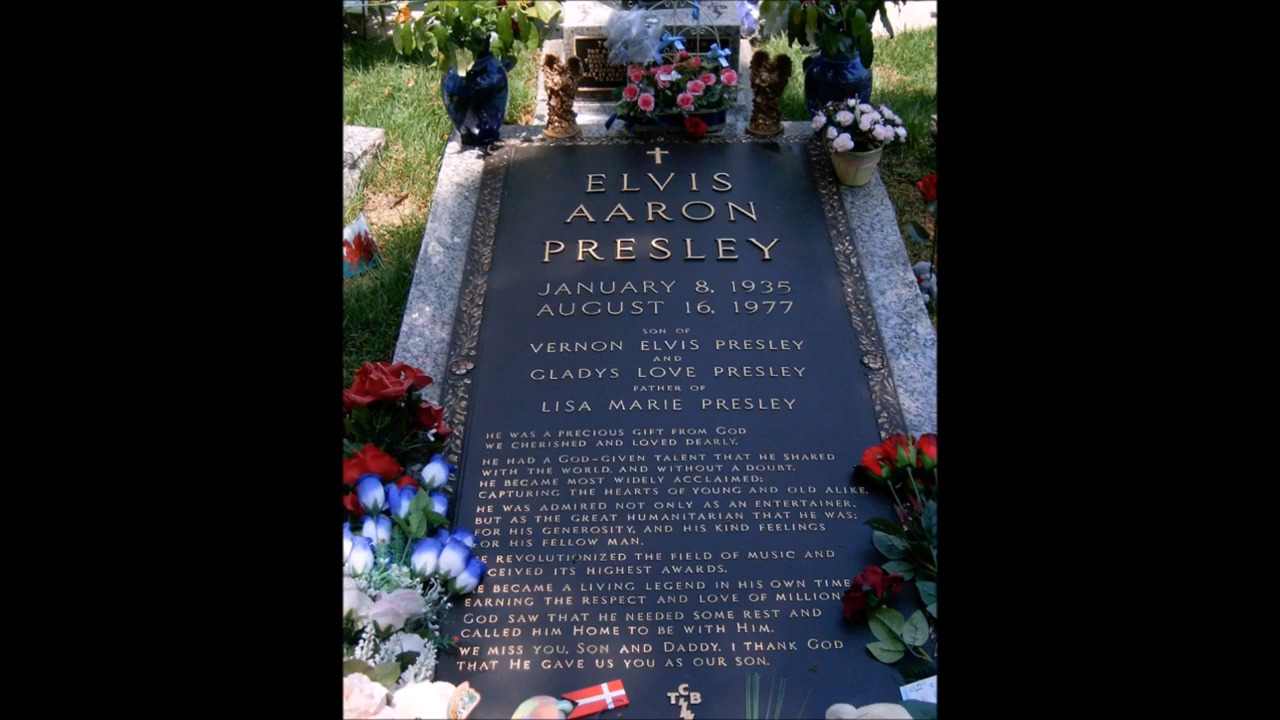 ELVIS
AARON
PRESLEY
JANUARY 8, 1935
AUGUST 16, 1977
SON OF
VERNON ELVIS PRESLEY
AND
GLADYS LOVE PRESLEY
FATHER OF
LISA MARIE PRESLEY
HE WAS A PRECIOUS GIFT FROM GOD
WE CHERISHED AND LOVED DEARLY.
HE HAD A GOD-GIVEN TALENT THAT HE SHARED
WITH THE WORLD. AND WITHOUT A DOUBT,
HE BECAME MOST WIDELY ACCLAIMED;
CAPTURING THE HEARTS OF YOUNG AND OLD ALIKE.
HE WAS ADMIRED NOT ONLY AS AN ENTERTAINER,
BUT AS THE GREAT HUMANITARIAN THAT HE WAS;
FOR HIS GENEROSITY, AND HIS KIND FEELINGS
FOR HIS FELLOW MAN.
HE REVOLUTIONIZED THE FIELD OF MUSIC AND
RECEIVED ITS HIGHEST AWARDS.
HE BECAME A LIVING LEGEND IN HIS OWN TIME
EARNING THE RESPECT AND LOVE OF MILLION
GOD SAW THAT HE NEEDED SOME REST AND
CALLED HIM HOME TO BE WITH HIM.
WE MISS YOU, SON AND DADDY. I THANK GOD
THAT HE GAVE US YOU AS OUR SON.
TCB